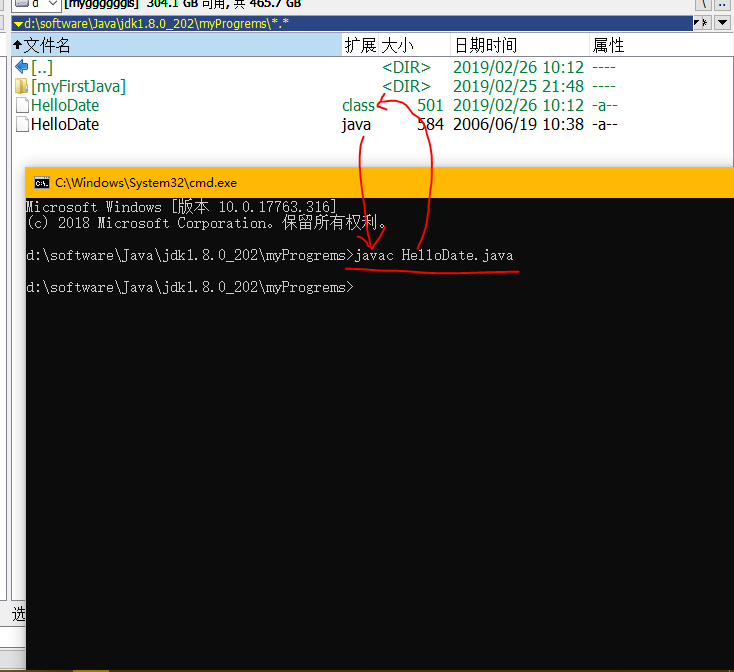 d [myggggggis] 304.1 GB 可用, 共 465.7 GB
d:\software\Java\jdk1.8.0_202\myProgrems\*.*
文件名 扩展 大小 日期时间 属性
[..] <DIR> 2019/02/26 10:12 ----
[myFirstJava] <DIR> 2019/02/25 21:48 ----
HelloDate class 501 2019/02/26 10:12 -a--
HelloDate java 584 2006/06/19 10:38 -a--
C:\Windows\System32\cmd.exe
Microsoft Windows [版本 10.0.17763.316]
(c) 2018 Microsoft Corporation。保留所有权利。
d:\software\Java\jdk1.8.0_202\myProgrems>javac HelloDate.java
d:\software\Java\jdk1.8.0_202\myProgrems>
选